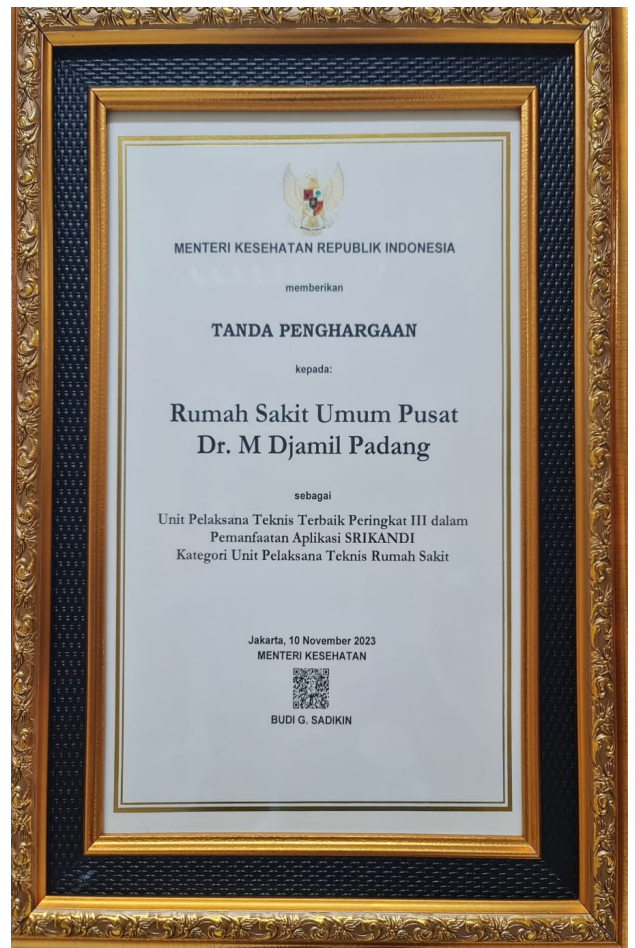 MENTERI KESEHATAN REPUBLIK INDONESIA
memberikan
TANDA PENGHARGAAN
kepada:
Rumah Sakit Umum Pusat
Dr. M Djamil Padang
sebagai
Unit Pelaksana Teknis Terbaik Peringkat III dalam
Pemanfaatan Aplikasi SRIKANDI
Kategori Unit Pelaksana Teknis Rumah Sakit
Jakarta, 10 November 2023
MENTERI KESEHATAN
BUDI G. SADIKIN